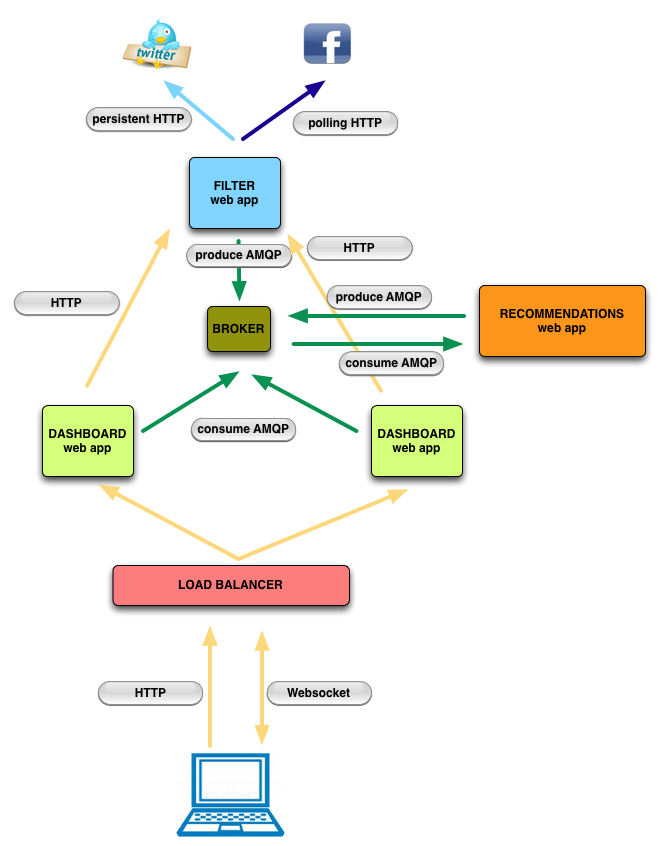 twitter
f
persistent HTTP
polling HTTP
FILTER
web app
produce AMQP
HTTP
HTTP
produce AMQP
BROKER
RECOMMENDATIONS
web app
consume AMQP
DASHBOARD
web app
consume AMQP
DASHBOARD
web app
LOAD BALANCER
HTTP
Websocket